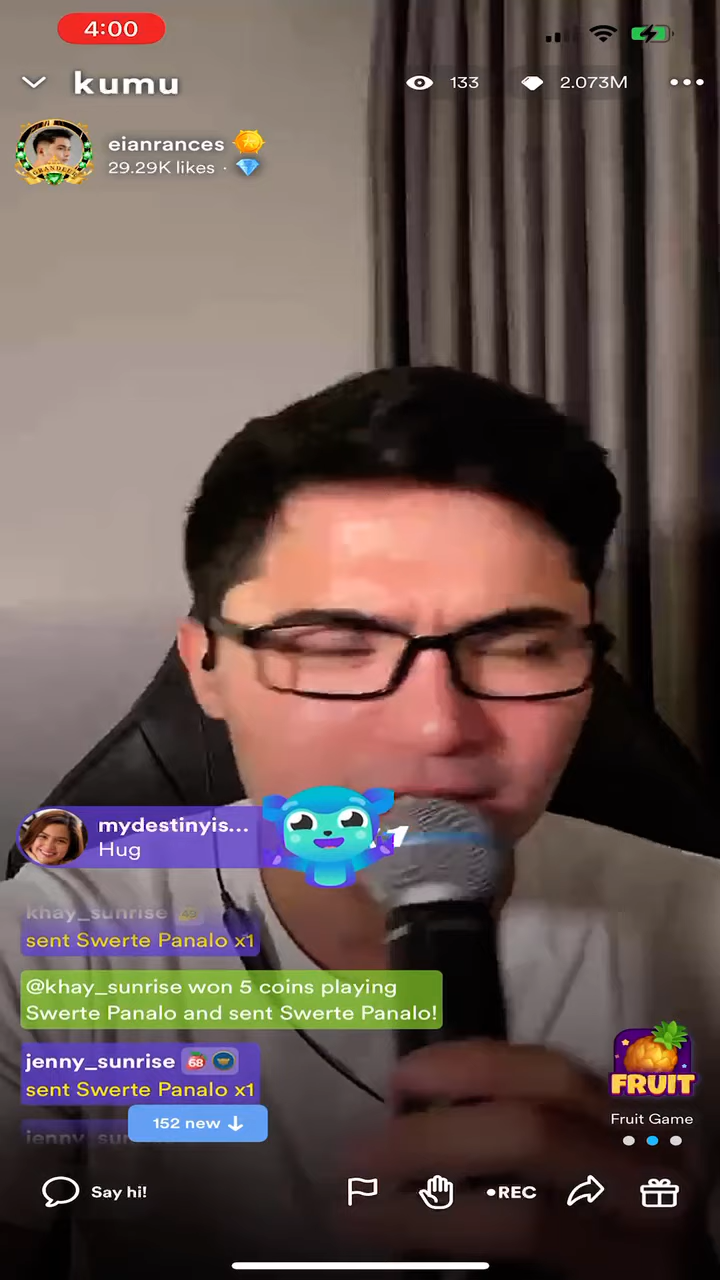 4:00
kumu
133
2.073M
eianrances
29.29K likes ·
GRANDEUR
mydestinyis...
Hug
khay_sunrise 49
sent Swerte Panalo x1
@khay_sunrise won 5 coins playing
Swerte Panalo and sent Swerte Panalo!
jenny_sunrise 68
sent Swerte Panalo x1
152 new
FRUIT
Fruit Game
Say hi!
•REC